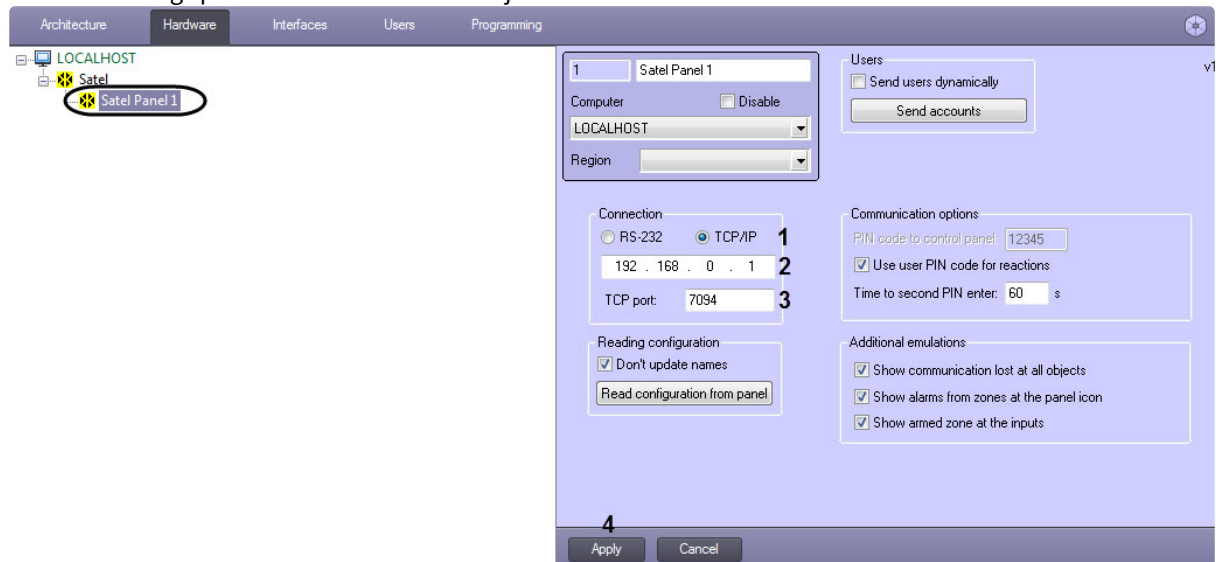 Architecture Hardware Interfaces Users Programming
LOCALHOST
Satel
Satel Panel 1
1 Satel Panel 1
Computer Disable
LOCALHOST
Region
Users
Send users dynamically
Send accounts
v1
Connection
RS-232 TCP/IP 1
192 . 168 . 0 . 1 2
TCP port: 7094 3
Communication options
PIN code to control panel: 12345
Use user PIN code for reactions
Time to second PIN enter: 60 s
Reading configuration
Don't update names
Read configuration from panel
Additional emulations
Show communication lost at all objects
Show alarms from zones at the panel icon
Show armed zone at the inputs
4
Apply Cancel